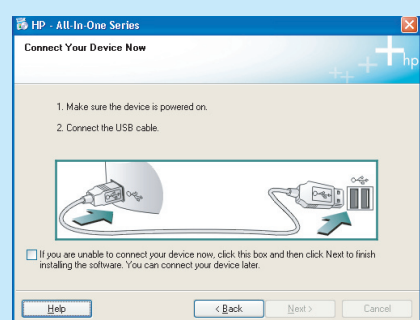 HP - All-In-One Series
Connect Your Device Now
hp
1. Make sure the device is powered on.
2. Connect the USB cable.
If you are unable to connect your device now, click this box and then click Next to finish
installing the software. You can connect your device later.
Help
< Back
Next >
Cancel